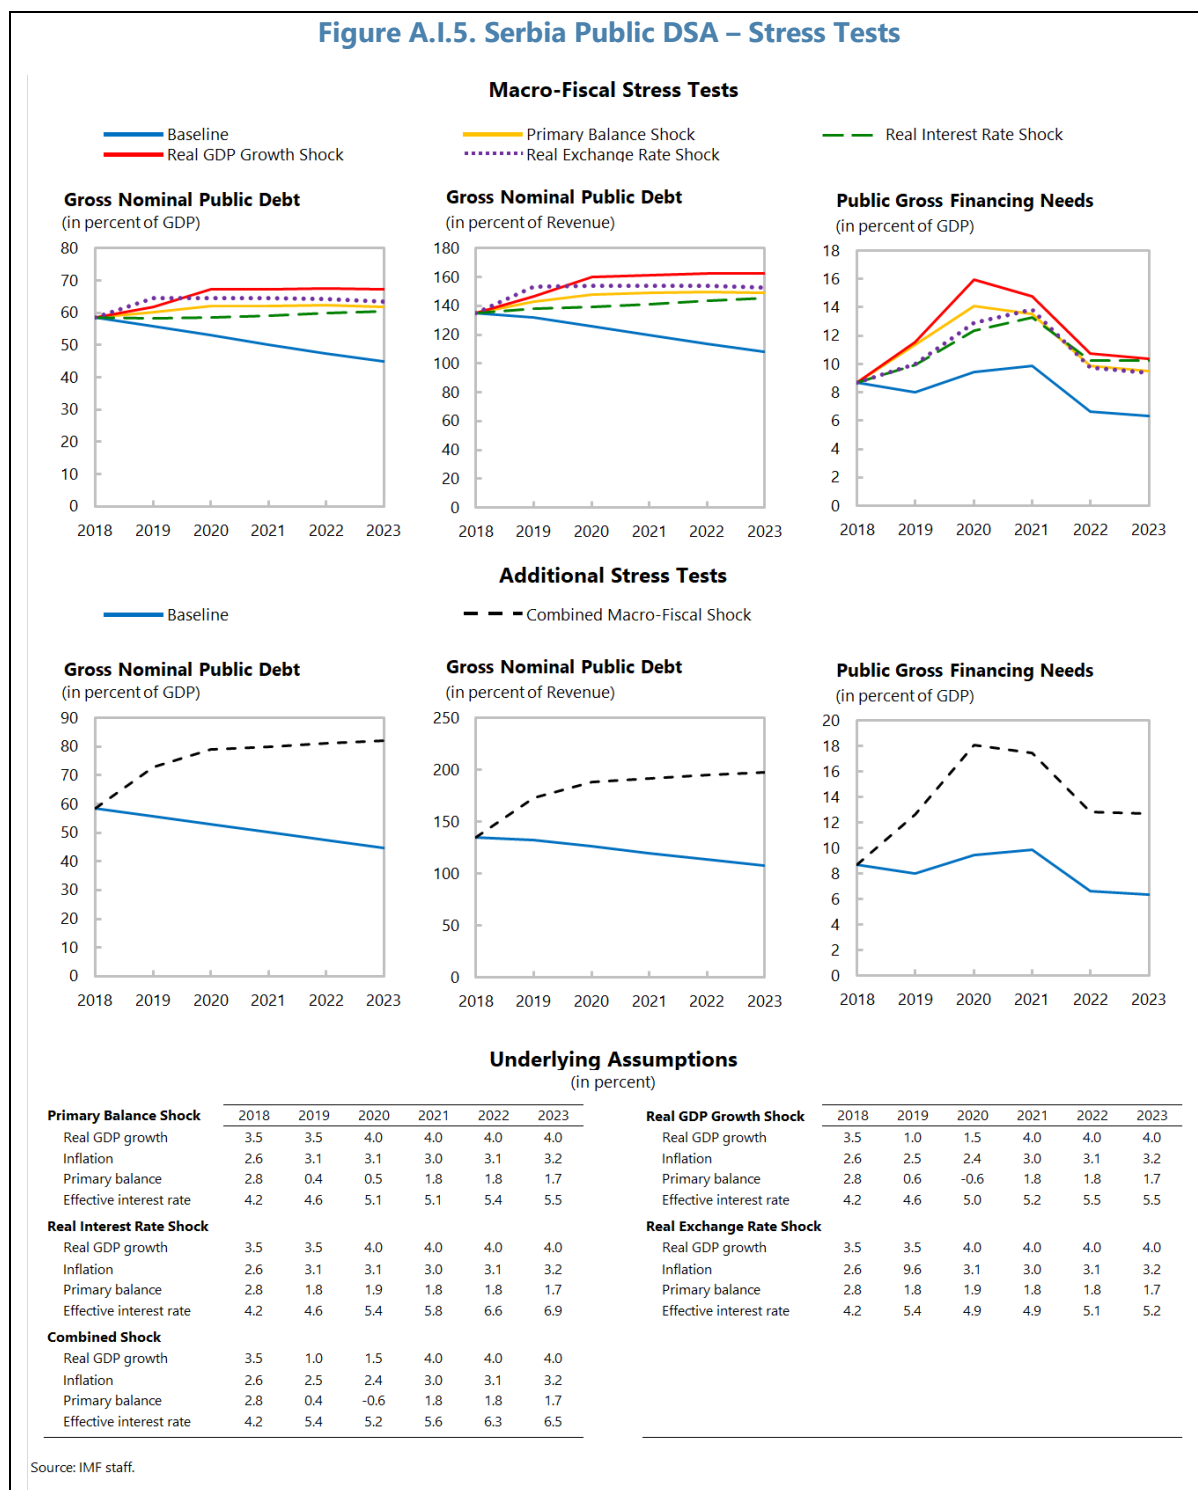 Figure A.I.5. Serbia Public DSA – Stress Tests
Macro-Fiscal Stress Tests
Baseline Primary Balance Shock Real Interest Rate Shock
Real GDP Growth Shock Real Exchange Rate Shock
Gross Nominal Public Debt
(in percent of GDP)
80
70
60
50
40
30
20
10
0
2018 2019 2020 2021 2022 2023
Gross Nominal Public Debt
(in percent of Revenue)
180
160
140
120
100
80
60
40
20
0
2018 2019 2020 2021 2022 2023
Public Gross Financing Needs
(in percent of GDP)
18
16
14
12
10
8
6
4
2
0
2018 2019 2020 2021 2022 2023
Additional Stress Tests
Baseline Combined Macro-Fiscal Shock
Gross Nominal Public Debt
(in percent of GDP)
90
80
70
60
50
40
30
20
10
0
2018 2019 2020 2021 2022 2023
Gross Nominal Public Debt
(in percent of Revenue)
250
200
150
100
50
0
2018 2019 2020 2021 2022 2023
Public Gross Financing Needs
(in percent of GDP)
20
18
16
14
12
10
8
6
4
2
0
2018 2019 2020 2021 2022 2023
Underlying Assumptions
(in percent)
Primary Balance Shock 2018 2019 2020 2021 2022 2023
Real GDP growth 3.5 3.5 4.0 4.0 4.0 4.0
Inflation 2.6 3.1 3.1 3.0 3.1 3.2
Primary balance 2.8 0.4 0.5 1.8 1.8 1.7
Effective interest rate 4.2 4.6 5.1 5.1 5.4 5.5
Real Interest Rate Shock
Real GDP growth 3.5 3.5 4.0 4.0 4.0 4.0
Inflation 2.6 3.1 3.1 3.0 3.1 3.2
Primary balance 2.8 1.8 1.9 1.8 1.8 1.7
Effective interest rate 4.2 4.6 5.4 5.8 6.6 6.9
Combined Shock
Real GDP growth 3.5 1.0 1.5 4.0 4.0 4.0
Inflation 2.6 2.5 2.4 3.0 3.1 3.2
Primary balance 2.8 0.4 -0.6 1.8 1.8 1.7
Effective interest rate 4.2 5.4 5.2 5.6 6.3 6.5
Real GDP Growth Shock 2018 2019 2020 2021 2022 2023
Real GDP growth 3.5 1.0 1.5 4.0 4.0 4.0
Inflation 2.6 2.5 2.4 3.0 3.1 3.2
Primary balance 2.8 0.6 -0.6 1.8 1.8 1.7
Effective interest rate 4.2 4.6 5.0 5.2 5.5 5.5
Real Exchange Rate Shock
Real GDP growth 3.5 3.5 4.0 4.0 4.0 4.0
Inflation 2.6 9.6 3.1 3.0 3.1 3.2
Primary balance 2.8 1.8 1.9 1.8 1.8 1.7
Effective interest rate 4.2 5.4 4.9 4.9 5.1 5.2
Source: IMF staff.